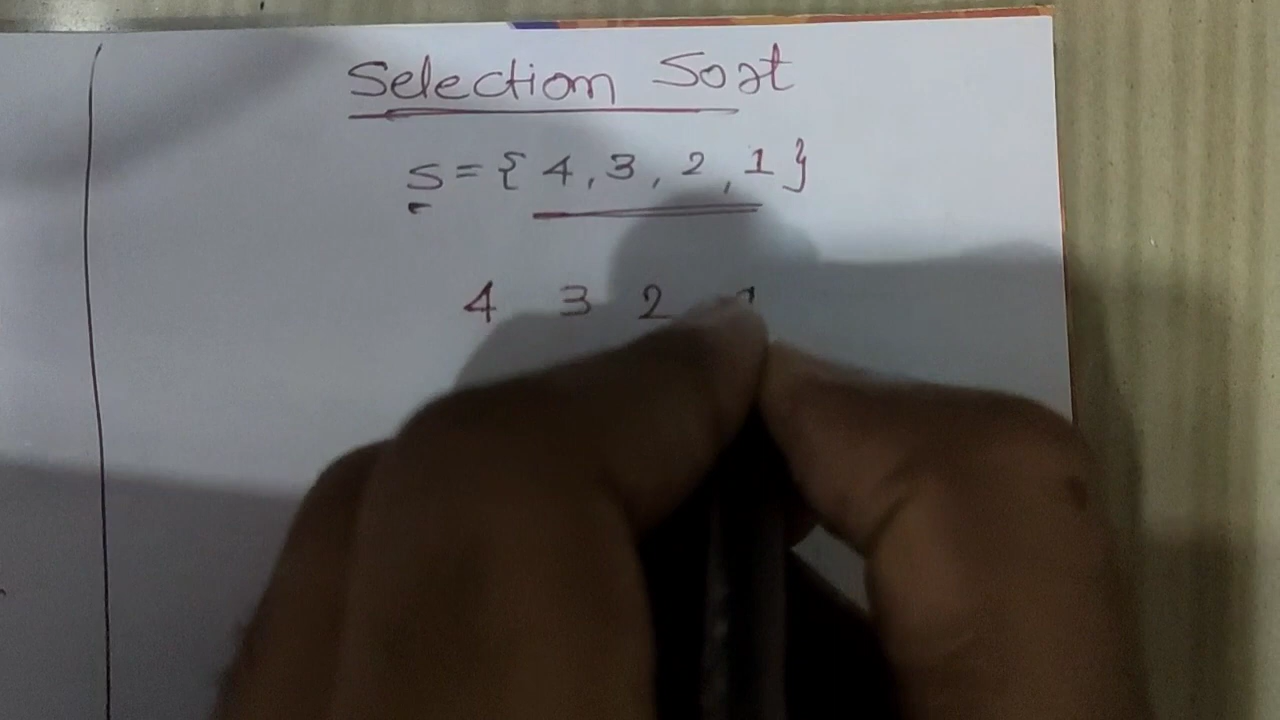 Selection Sort
S = { 4, 3, 2, 1 }
4 3 2